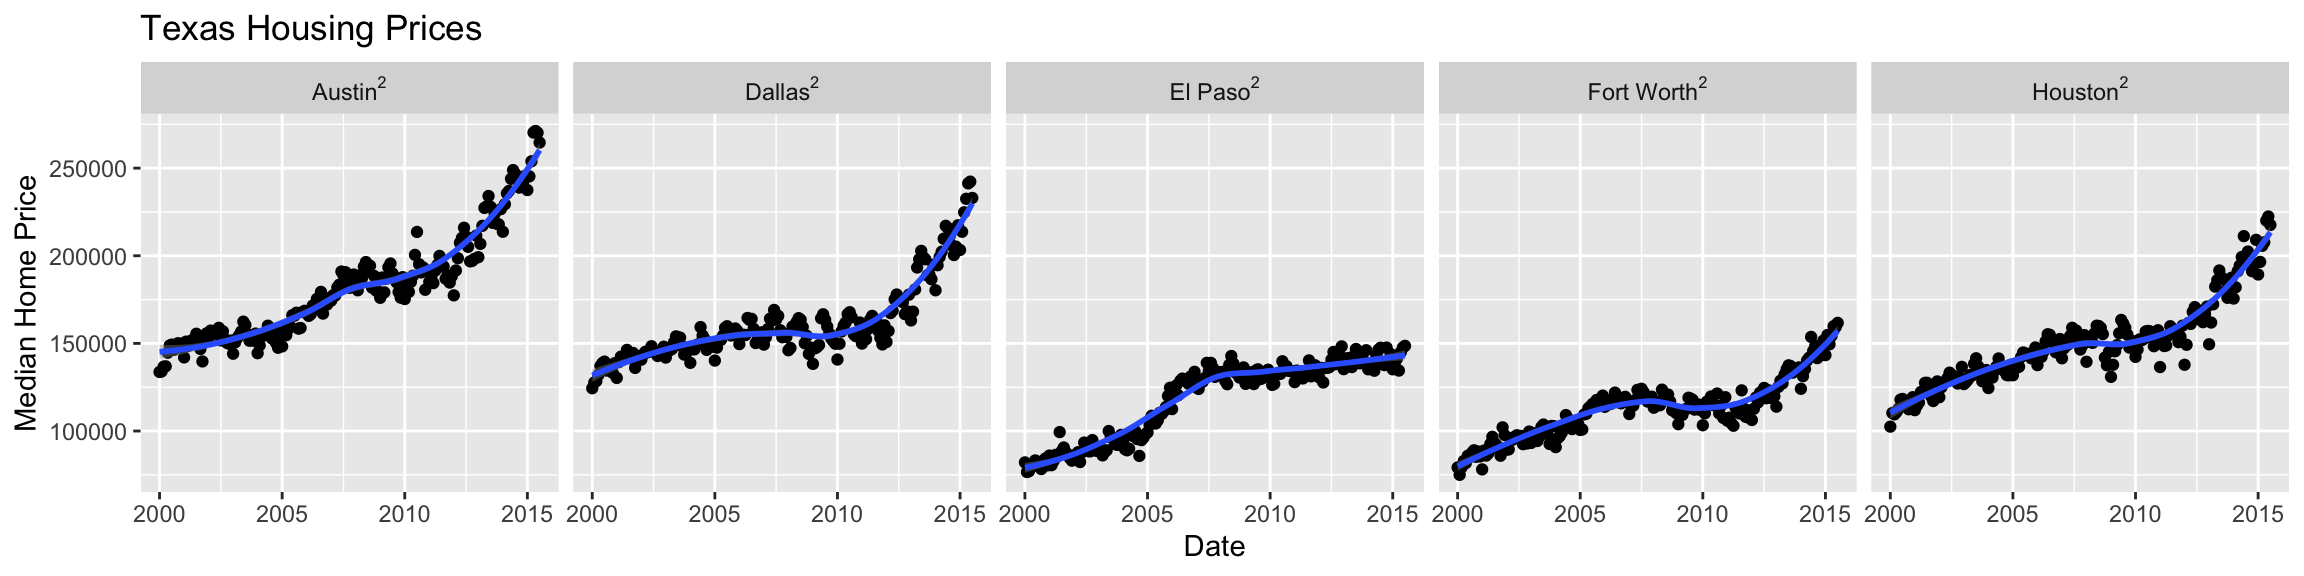 Texas Housing Prices
Austin²
Dallas²
El Paso²
Fort Worth²
Houston²
Median Home Price
250000
200000
150000
100000
2000 2005 2010 2015
2000 2005 2010 2015
2000 2005 2010 2015
2000 2005 2010 2015
2000 2005 2010 2015
Date